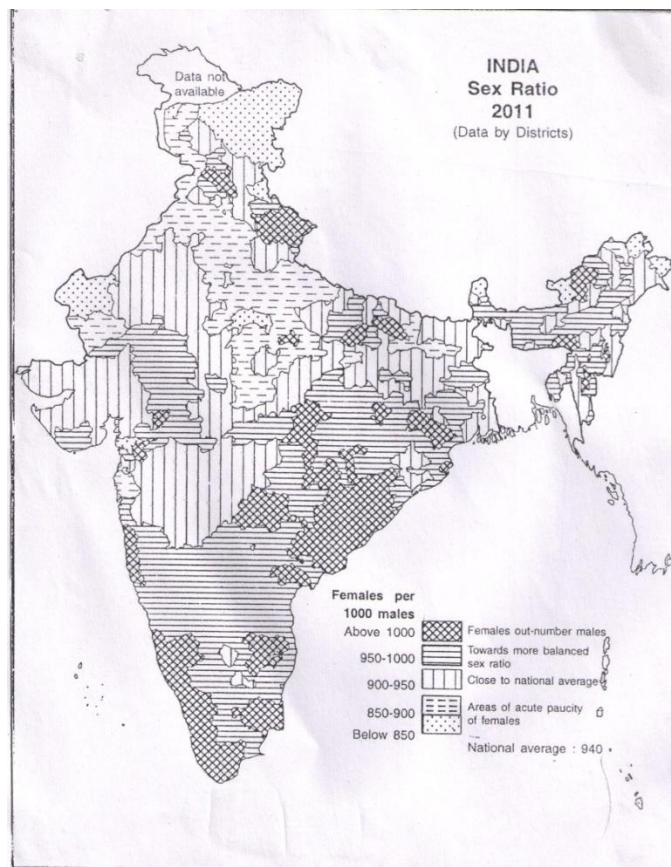 Data not
available
INDIA
Sex Ratio
2011
(Data by Districts)
Females per
1000 males
Above 1000
Females out-number males
950-1000
Towards more balanced
sex ratio
900-950
Close to national average
850-900
Areas of acute paucity
of females
Below 850
National average : 940